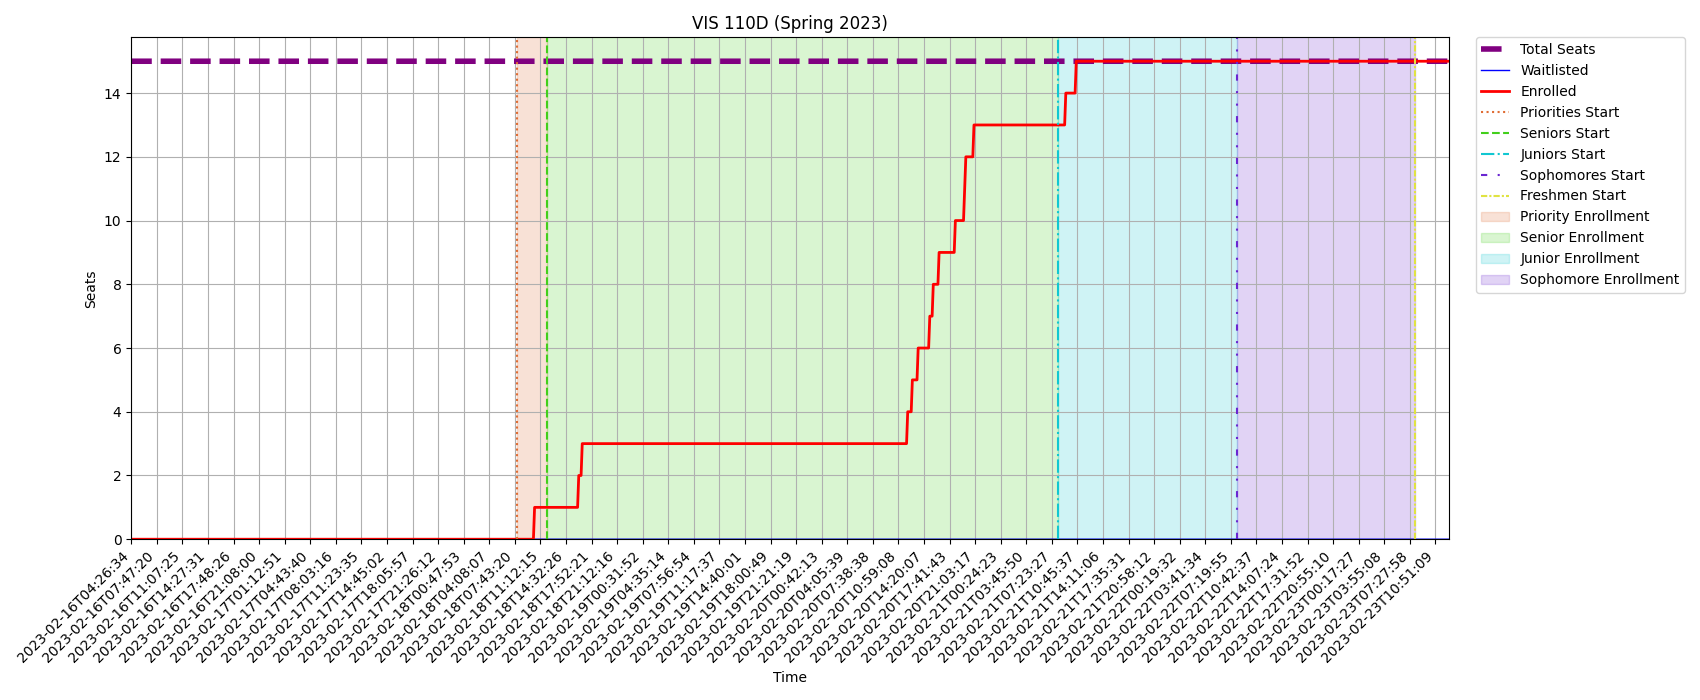 VIS 110D (Spring 2023)
Seats
14
12
10
8
6
4
2
0
2023-02-16T04:26:34
2023-02-16T07:47:20
2023-02-16T11:07:25
2023-02-16T14:27:31
2023-02-16T17:48:26
2023-02-16T21:08:00
2023-02-17T01:12:51
2023-02-17T04:43:40
2023-02-17T08:03:16
2023-02-17T11:23:35
2023-02-17T14:45:02
2023-02-17T18:05:57
2023-02-17T21:26:12
2023-02-18T00:47:53
2023-02-18T04:08:07
2023-02-18T07:43:20
2023-02-18T11:12:15
2023-02-18T14:32:26
2023-02-18T17:52:21
2023-02-18T21:12:16
2023-02-19T00:31:52
2023-02-19T04:35:14
2023-02-19T07:56:54
2023-02-19T11:17:37
2023-02-19T14:40:01
2023-02-19T18:00:49
2023-02-19T21:21:19
2023-02-20T00:42:13
2023-02-20T04:05:39
2023-02-20T07:38:38
2023-02-20T10:59:08
2023-02-20T14:20:07
2023-02-20T17:41:43
2023-02-20T21:03:17
2023-02-21T00:24:23
2023-02-21T03:45:50
2023-02-21T07:23:27
2023-02-21T10:45:37
2023-02-21T14:11:06
2023-02-21T17:35:31
2023-02-21T20:58:12
2023-02-22T00:19:32
2023-02-22T03:41:34
2023-02-22T07:19:55
2023-02-22T10:42:37
2023-02-22T14:07:24
2023-02-22T17:31:52
2023-02-22T20:55:10
2023-02-23T00:17:27
2023-02-23T03:55:08
2023-02-23T07:27:58
2023-02-23T10:51:09
Time
Total Seats
Waitlisted
Enrolled
Priorities Start
Seniors Start
Juniors Start
Sophomores Start
Freshmen Start
Priority Enrollment
Senior Enrollment
Junior Enrollment
Sophomore Enrollment